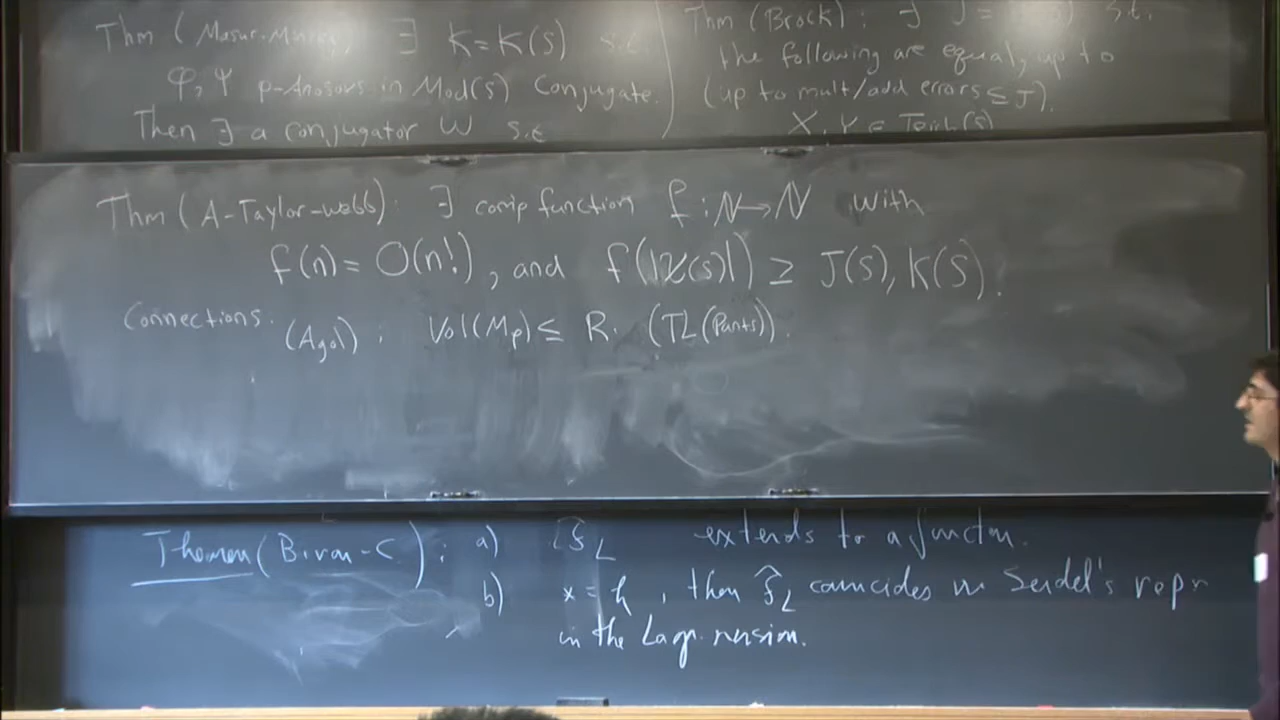 Thm (Masur-Minsky) ∃ K=K(S) s.t.
φ, ψ p-Anosovs in Mod(S) conjugate.
Then ∃ a conjugator w s.t
Thm (Brock): ∃ J = s.t.
the following are equal, up to
(up to mult/add errors ≤ J).
X, Y ∈ Teich(S)
Thm (A-Taylor-Webb): ∃ comp function f: N→N with
f(n) = O(n!), and f(|χ(S)|) ≥ J(S), K(S).
Connections.
(Agol): Vol(M_φ) ≤ R. (TL(Pants)).
Theorem (Biran-C): a) F_L extends to a functor.
b) x = h, then F̂_L coincides w Seidel's repr
in the Lagr. version.